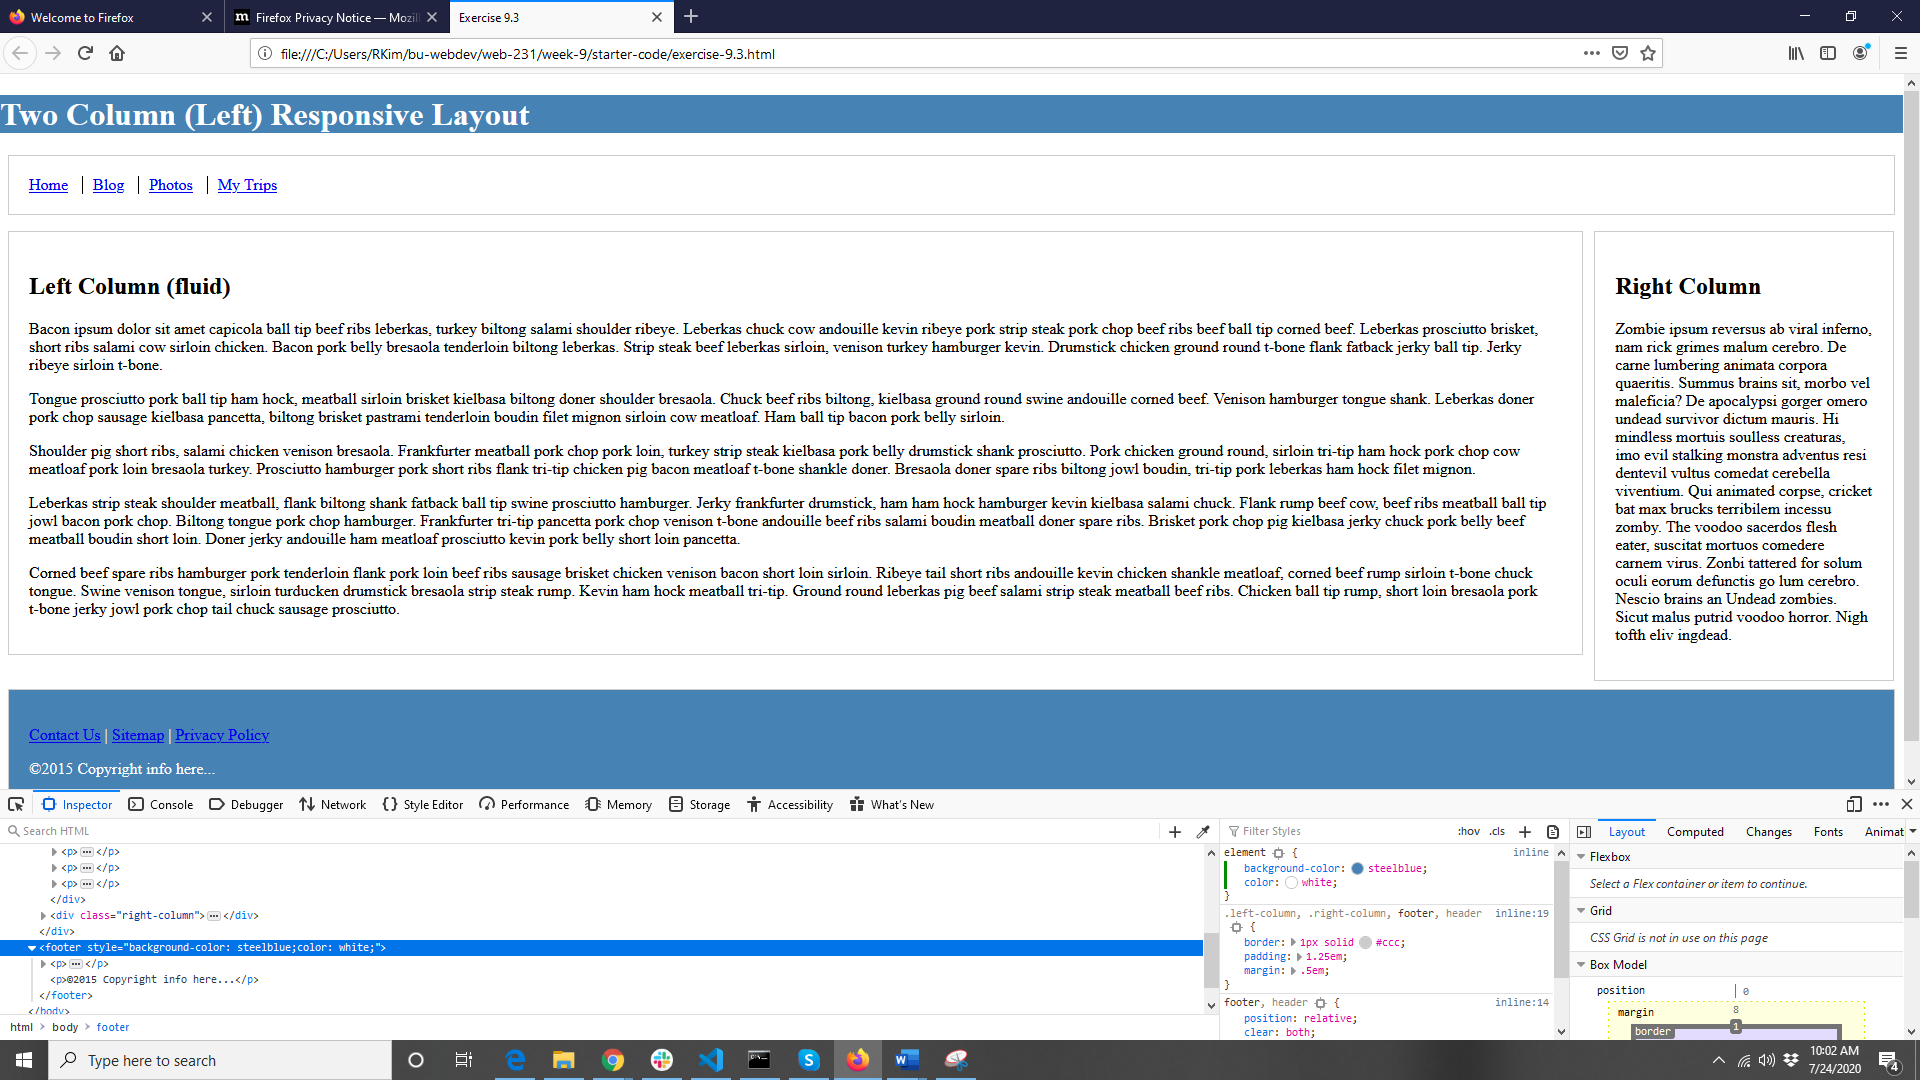 Welcome to Firefox
Firefox Privacy Notice — Mozil
Exercise 9.3
file:///C:/Users/RKim/bu-webdev/web-231/week-9/starter-code/exercise-9.3.html
Two Column (Left) Responsive Layout
Home Blog Photos My Trips
Left Column (fluid)
Bacon ipsum dolor sit amet capicola ball tip beef ribs leberkas, turkey biltong salami shoulder ribeye. Leberkas chuck cow andouille kevin ribeye pork strip steak pork chop beef ribs beef ball tip corned beef. Leberkas prosciutto brisket,
short ribs salami cow sirloin chicken. Bacon pork belly bresaola tenderloin biltong leberkas. Strip steak beef leberkas sirloin, venison turkey hamburger kevin. Drumstick chicken ground round t-bone flank fatback jerky ball tip. Jerky
ribeye sirloin t-bone.
Tongue prosciutto pork ball tip ham hock, meatball sirloin brisket kielbasa biltong doner shoulder bresaola. Chuck beef ribs biltong, kielbasa ground round swine andouille corned beef. Venison hamburger tongue shank. Leberkas doner
pork chop sausage kielbasa pancetta, biltong brisket pastrami tenderloin boudin filet mignon sirloin cow meatloaf. Ham ball tip bacon pork belly sirloin.
Shoulder pig short ribs, salami chicken venison bresaola. Frankfurter meatball pork chop pork loin, turkey strip steak kielbasa pork belly drumstick shank prosciutto. Pork chicken ground round, sirloin tri-tip ham hock pork chop cow
meatloaf pork loin bresaola turkey. Prosciutto hamburger pork short ribs flank tri-tip chicken pig bacon meatloaf t-bone shankle doner. Bresaola doner spare ribs biltong jowl boudin, tri-tip pork leberkas ham hock filet mignon.
Leberkas strip steak shoulder meatball, flank biltong shank fatback ball tip swine prosciutto hamburger. Jerky frankfurter drumstick, ham ham hock hamburger kevin kielbasa salami chuck. Flank rump beef cow, beef ribs meatball ball tip
jowl bacon pork chop. Biltong tongue pork chop hamburger. Frankfurter tri-tip pancetta pork chop venison t-bone andouille beef ribs salami boudin meatball doner spare ribs. Brisket pork chop pig kielbasa jerky chuck pork belly beef
meatball boudin short loin. Doner jerky andouille ham meatloaf prosciutto kevin pork belly short loin pancetta.
Corned beef spare ribs hamburger pork tenderloin flank pork loin beef ribs sausage brisket chicken venison bacon short loin sirloin. Ribeye tail short ribs andouille kevin chicken shankle meatloaf, corned beef rump sirloin t-bone chuck
tongue. Swine venison tongue, sirloin turducken drumstick bresaola strip steak rump. Kevin ham hock meatball tri-tip. Ground round leberkas pig beef salami strip steak meatball beef ribs. Chicken ball tip rump, short loin bresaola pork
t-bone jerky jowl pork chop tail chuck sausage prosciutto.
Right Column
Zombie ipsum reversus ab viral inferno,
nam rick grimes malum cerebro. De
carne lumbering animata corpora
quaeritis. Summus brains sit, morbo vel
maleficia? De apocalypsi gorger omero
undead survivor dictum mauris. Hi
mindless mortuis soulless creaturas,
imo evil stalking monstra adventus resi
dentevil vultus comedat cerebella
viventium. Qui animated corpse, cricket
bat max brucks terribilem incessu
zomby. The voodoo sacerdos flesh
eater, suscitat mortuos comedere
carnem virus. Zonbi tattered for solum
oculi eorum defunctis go lum cerebro.
Nescio brains an Undead zombies.
Sicut malus putrid voodoo horror. Nigh
tofth eliv ingdead.
Contact Us | Sitemap | Privacy Policy
©2015 Copyright info here...
Inspector Console Debugger Network Style Editor Performance Memory Storage Accessibility What's New
Search HTML
<p>···</p>
<p>···</p>
<p>···</p>
</div>
<div class="right-column">···</div>
</div>
<footer style="background-color: steelblue;color: white;">
<p>···</p>
<p>©2015 Copyright info here...</p>
</footer>
</body>
html › body › footer
Filter Styles :hov .cls
element { inline
background-color: steelblue;
color: white;
}
.left-column, .right-column, footer, header inline:19
{
border: 1px solid #ccc;
padding: 1.25em;
margin: .5em;
}
footer, header { inline:14
position: relative;
clear: both;
Layout Computed Changes Fonts Animat
Flexbox
Select a Flex container or item to continue.
Grid
CSS Grid is not in use on this page
Box Model
position 0
margin 8
border 1
Type here to search
10:02 AM
7/24/2020
4